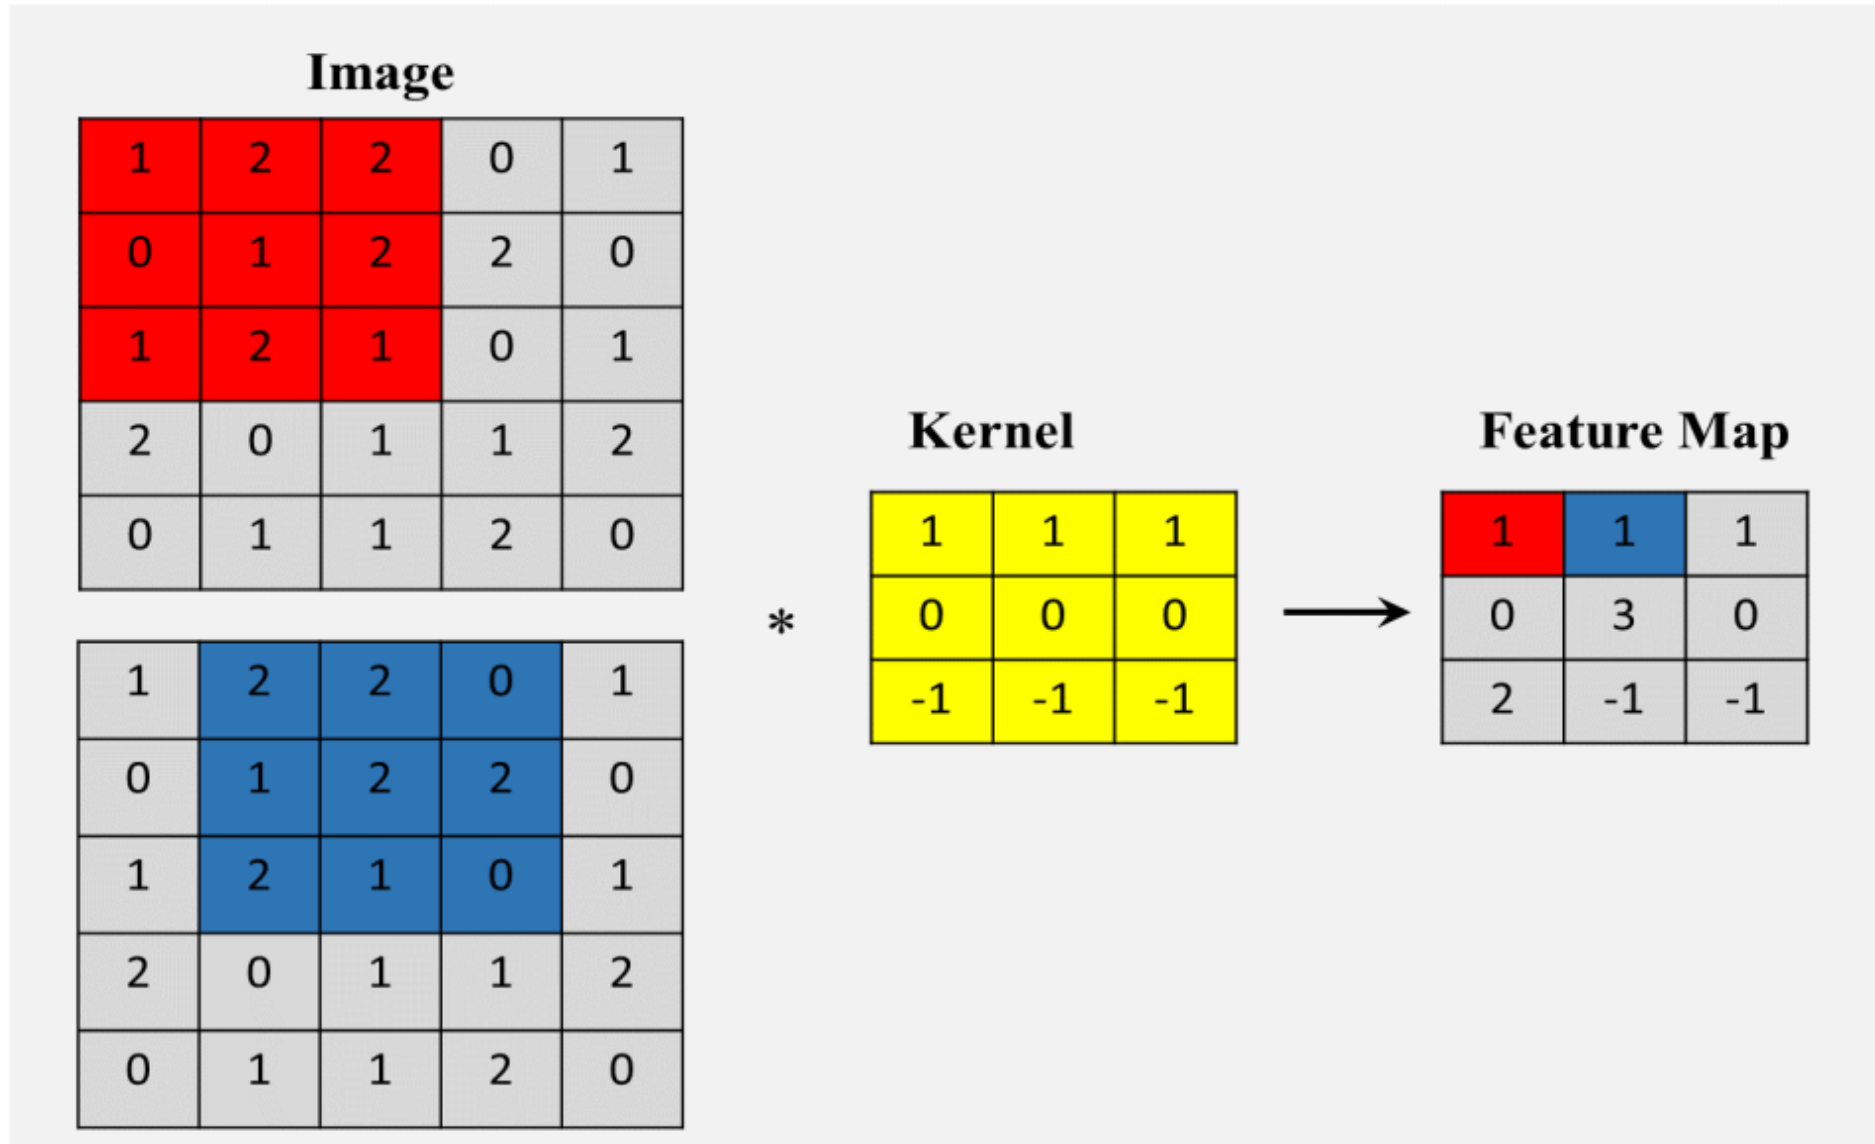 Image
1 2 2 0 1
0 1 2 2 0
1 2 1 0 1
2 0 1 1 2
0 1 1 2 0
1 2 2 0 1
0 1 2 2 0
1 2 1 0 1
2 0 1 1 2
0 1 1 2 0
*
Kernel
1 1 1
0 0 0
-1 -1 -1
Feature Map
1 1 1
0 3 0
2 -1 -1